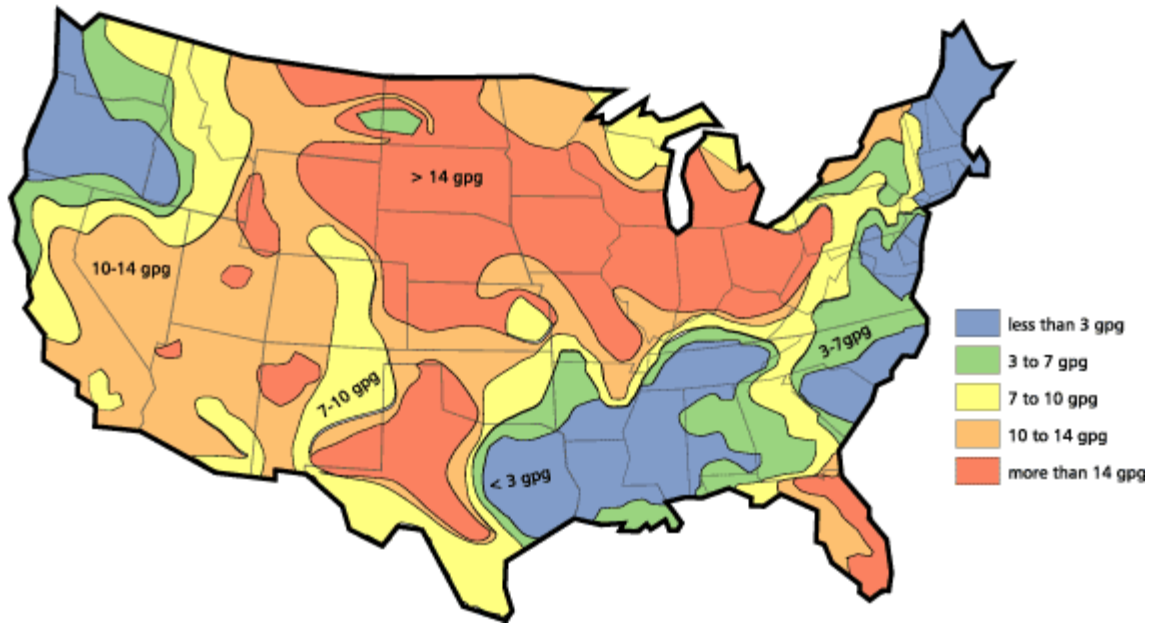 > 14 gpg
10-14 gpg
7-10 gpg
3-7gpg
< 3 gpg
less than 3 gpg
3 to 7 gpg
7 to 10 gpg
10 to 14 gpg
more than 14 gpg